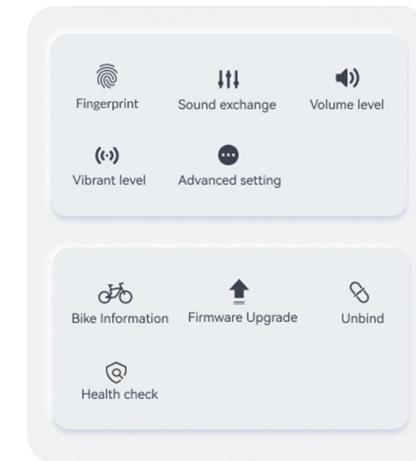 Fingerprint
Sound exchange
Volume level
Vibrant level
Advanced setting
Bike Information
Firmware Upgrade
Unbind
Health check